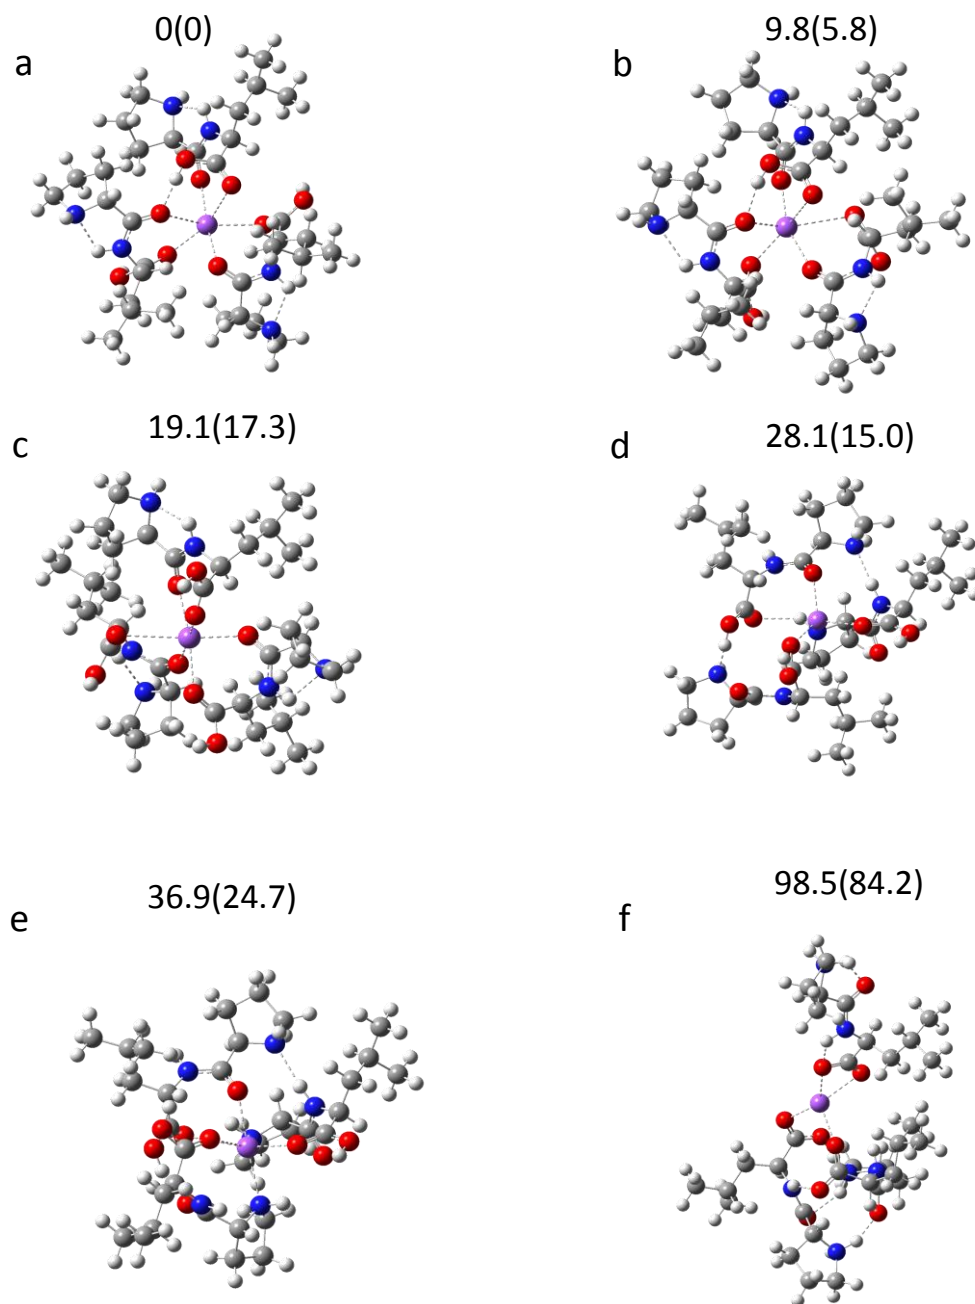 0(0)
a
9.8(5.8)
b
19.1(17.3)
c
28.1(15.0)
d
36.9(24.7)
e
98.5(84.2)
f